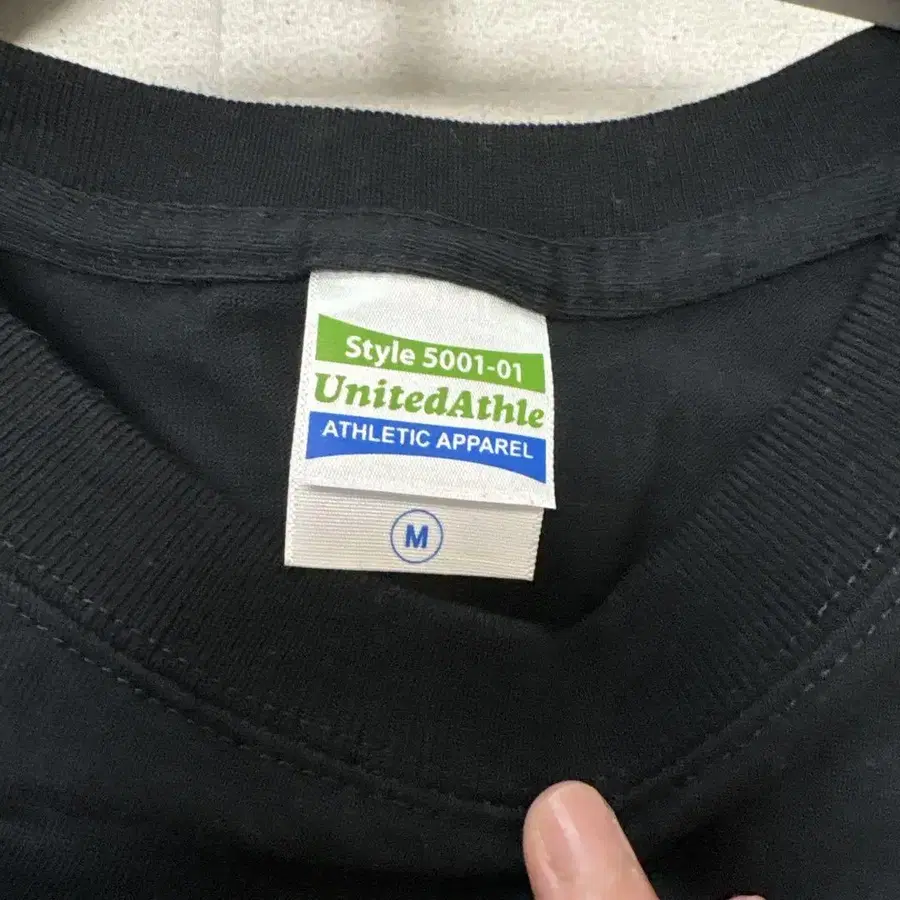 Style 5001-01
UnitedAthle
ATHLETIC APPAREL
M